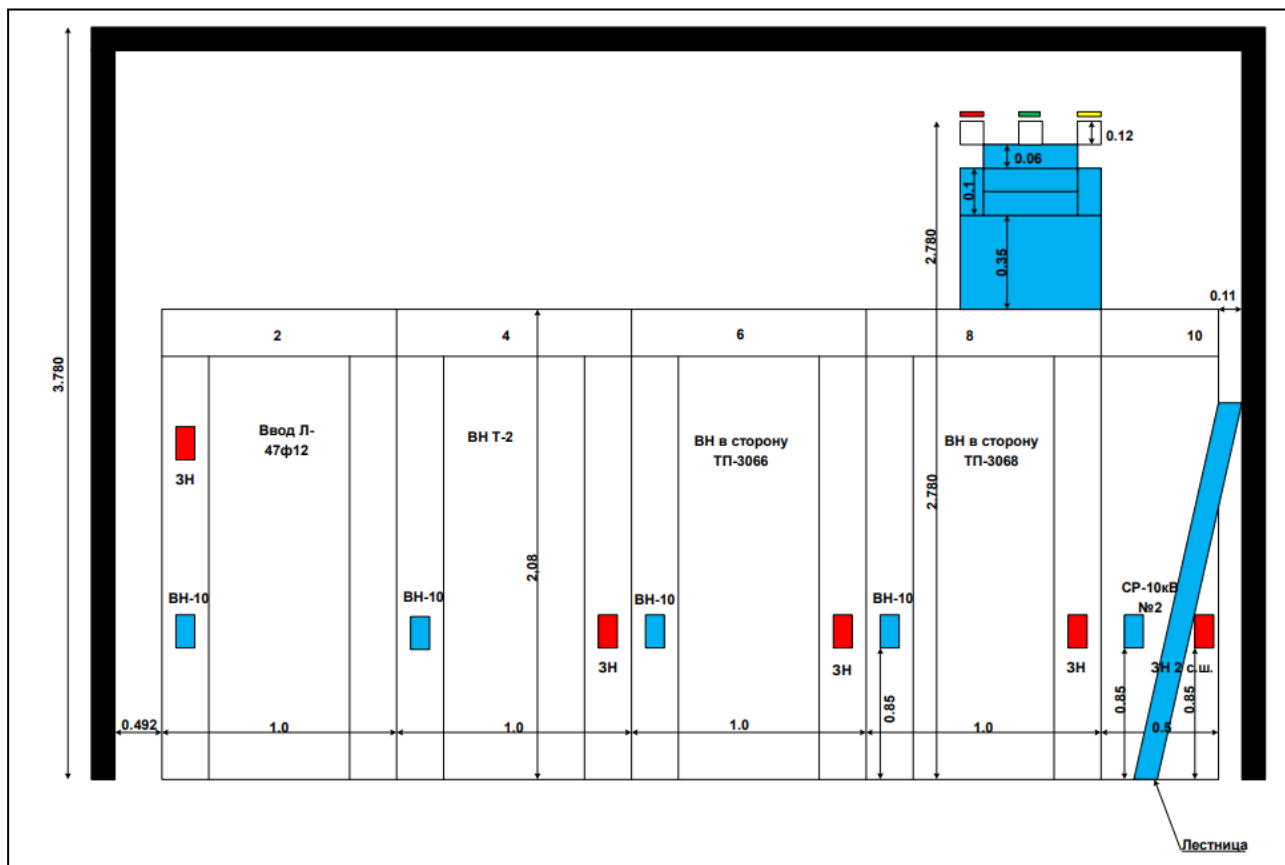 0.12
0.06
0.1
2.780
0.35
0.11
3.780
2
4
6
8
10
Ввод Л-
47ф12
ВН Т-2
ВН в сторону
ТП-3066
ВН в сторону
ТП-3068
ЗН
2.780
2,08
ВН-10
ВН-10
ВН-10
ВН-10
СР-10кВ
№2
ЗН
ЗН
ЗН
ЗН 2 с.ш.
0.85
0.85
0.85
0.492
1.0
1.0
1.0
1.0
0.5
Лестница